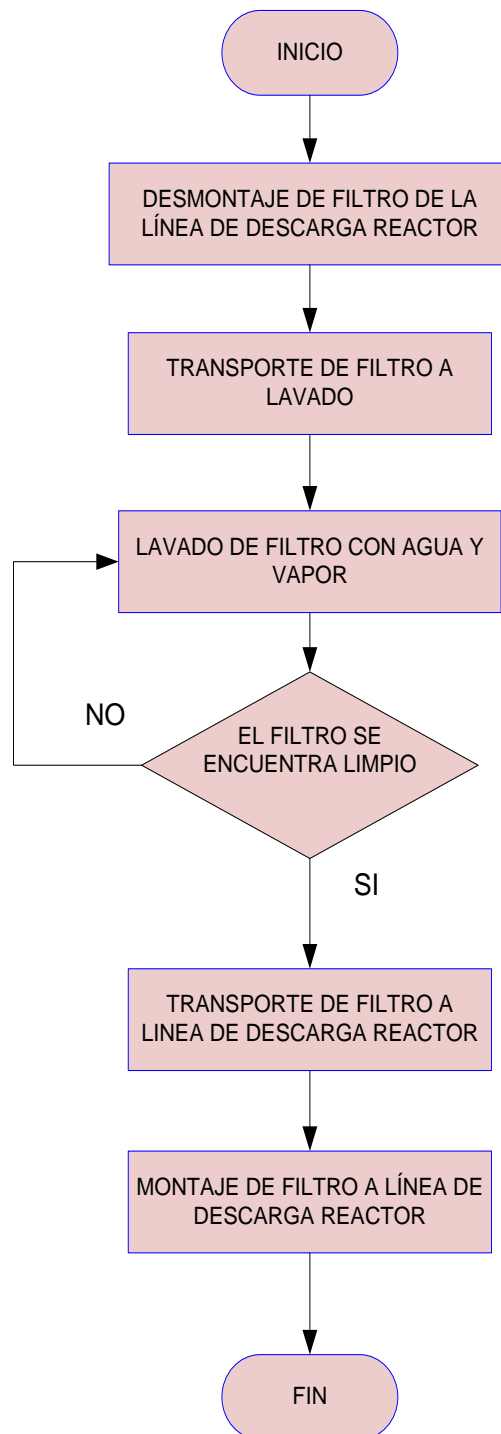 INICIO
DESMONTAJE DE FILTRO DE LA
LÍNEA DE DESCARGA REACTOR
TRANSPORTE DE FILTRO A
LAVADO
LAVADO DE FILTRO CON AGUA Y
VAPOR
NO
EL FILTRO SE
ENCUENTRA LIMPIO
SI
TRANSPORTE DE FILTRO A
LINEA DE DESCARGA REACTOR
MONTAJE DE FILTRO A LÍNEA DE
DESCARGA REACTOR
FIN